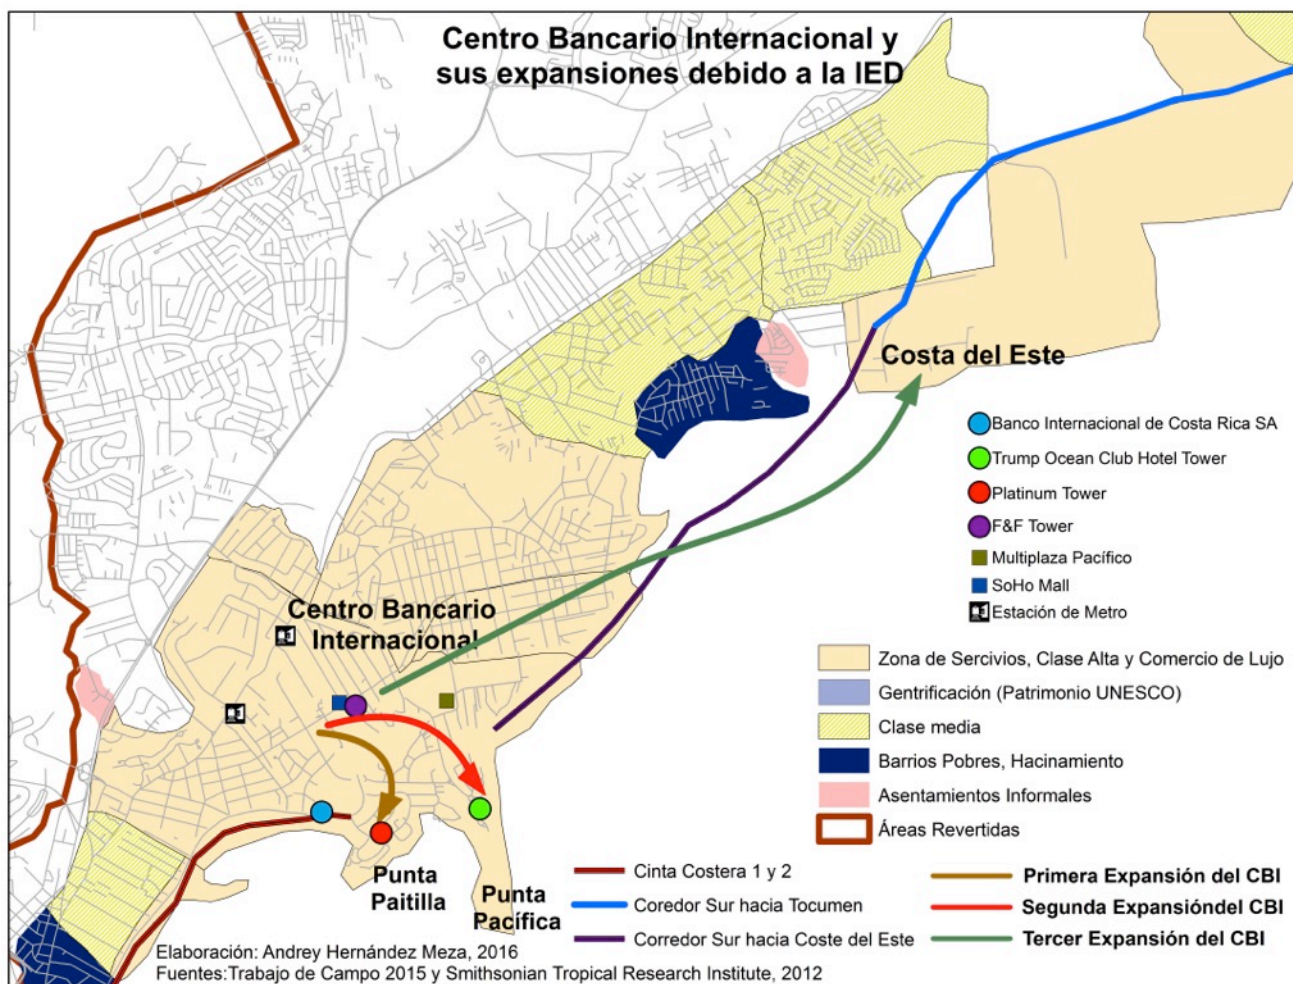 Centro Bancario Internacional y
sus expansiones debido a la IED
Costa del Este
Banco Internacional de Costa Rica SA
Trump Ocean Club Hotel Tower
Platinum Tower
F&F Tower
Multiplaza Pacífico
SoHo Mall
Estación de Metro
Centro Bancario
Internacional
Zona de Sercivios, Clase Alta y Comercio de Lujo
Gentrificación (Patrimonio UNESCO)
Clase media
Barrios Pobres, Hacinamiento
Asentamientos Informales
Áreas Revertidas
Punta
Paitilla
Punta
Pacífica
Cinta Costera 1 y 2
Coredor Sur hacia Tocumen
Corredor Sur hacia Coste del Este
Primera Expansión del CBI
Segunda Expansióndel CBI
Tercer Expansión del CBI
Elaboración: Andrey Hernández Meza, 2016
Fuentes:Trabajo de Campo 2015 y Smithsonian Tropical Research Institute, 2012